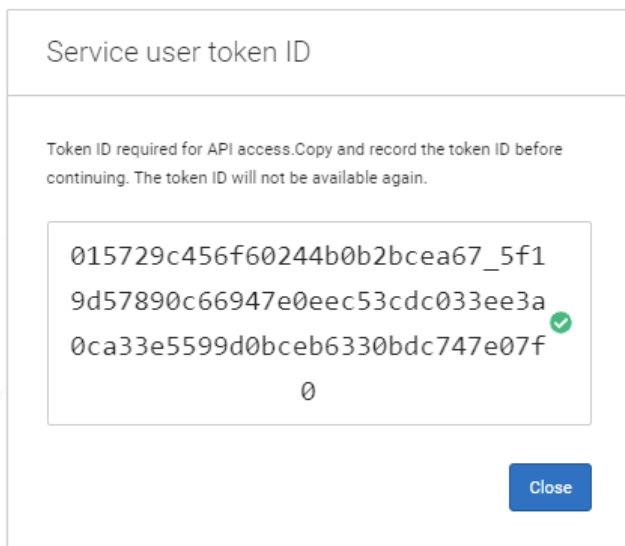 Service user token ID
Token ID required for API access.Copy and record the token ID before
continuing. The token ID will not be available again.
015729c456f60244b0b2bcea67_5f1
9d57890c66947e0eec53cdc033ee3a
0ca33e5599d0bceb6330bdc747e07f
0
Close